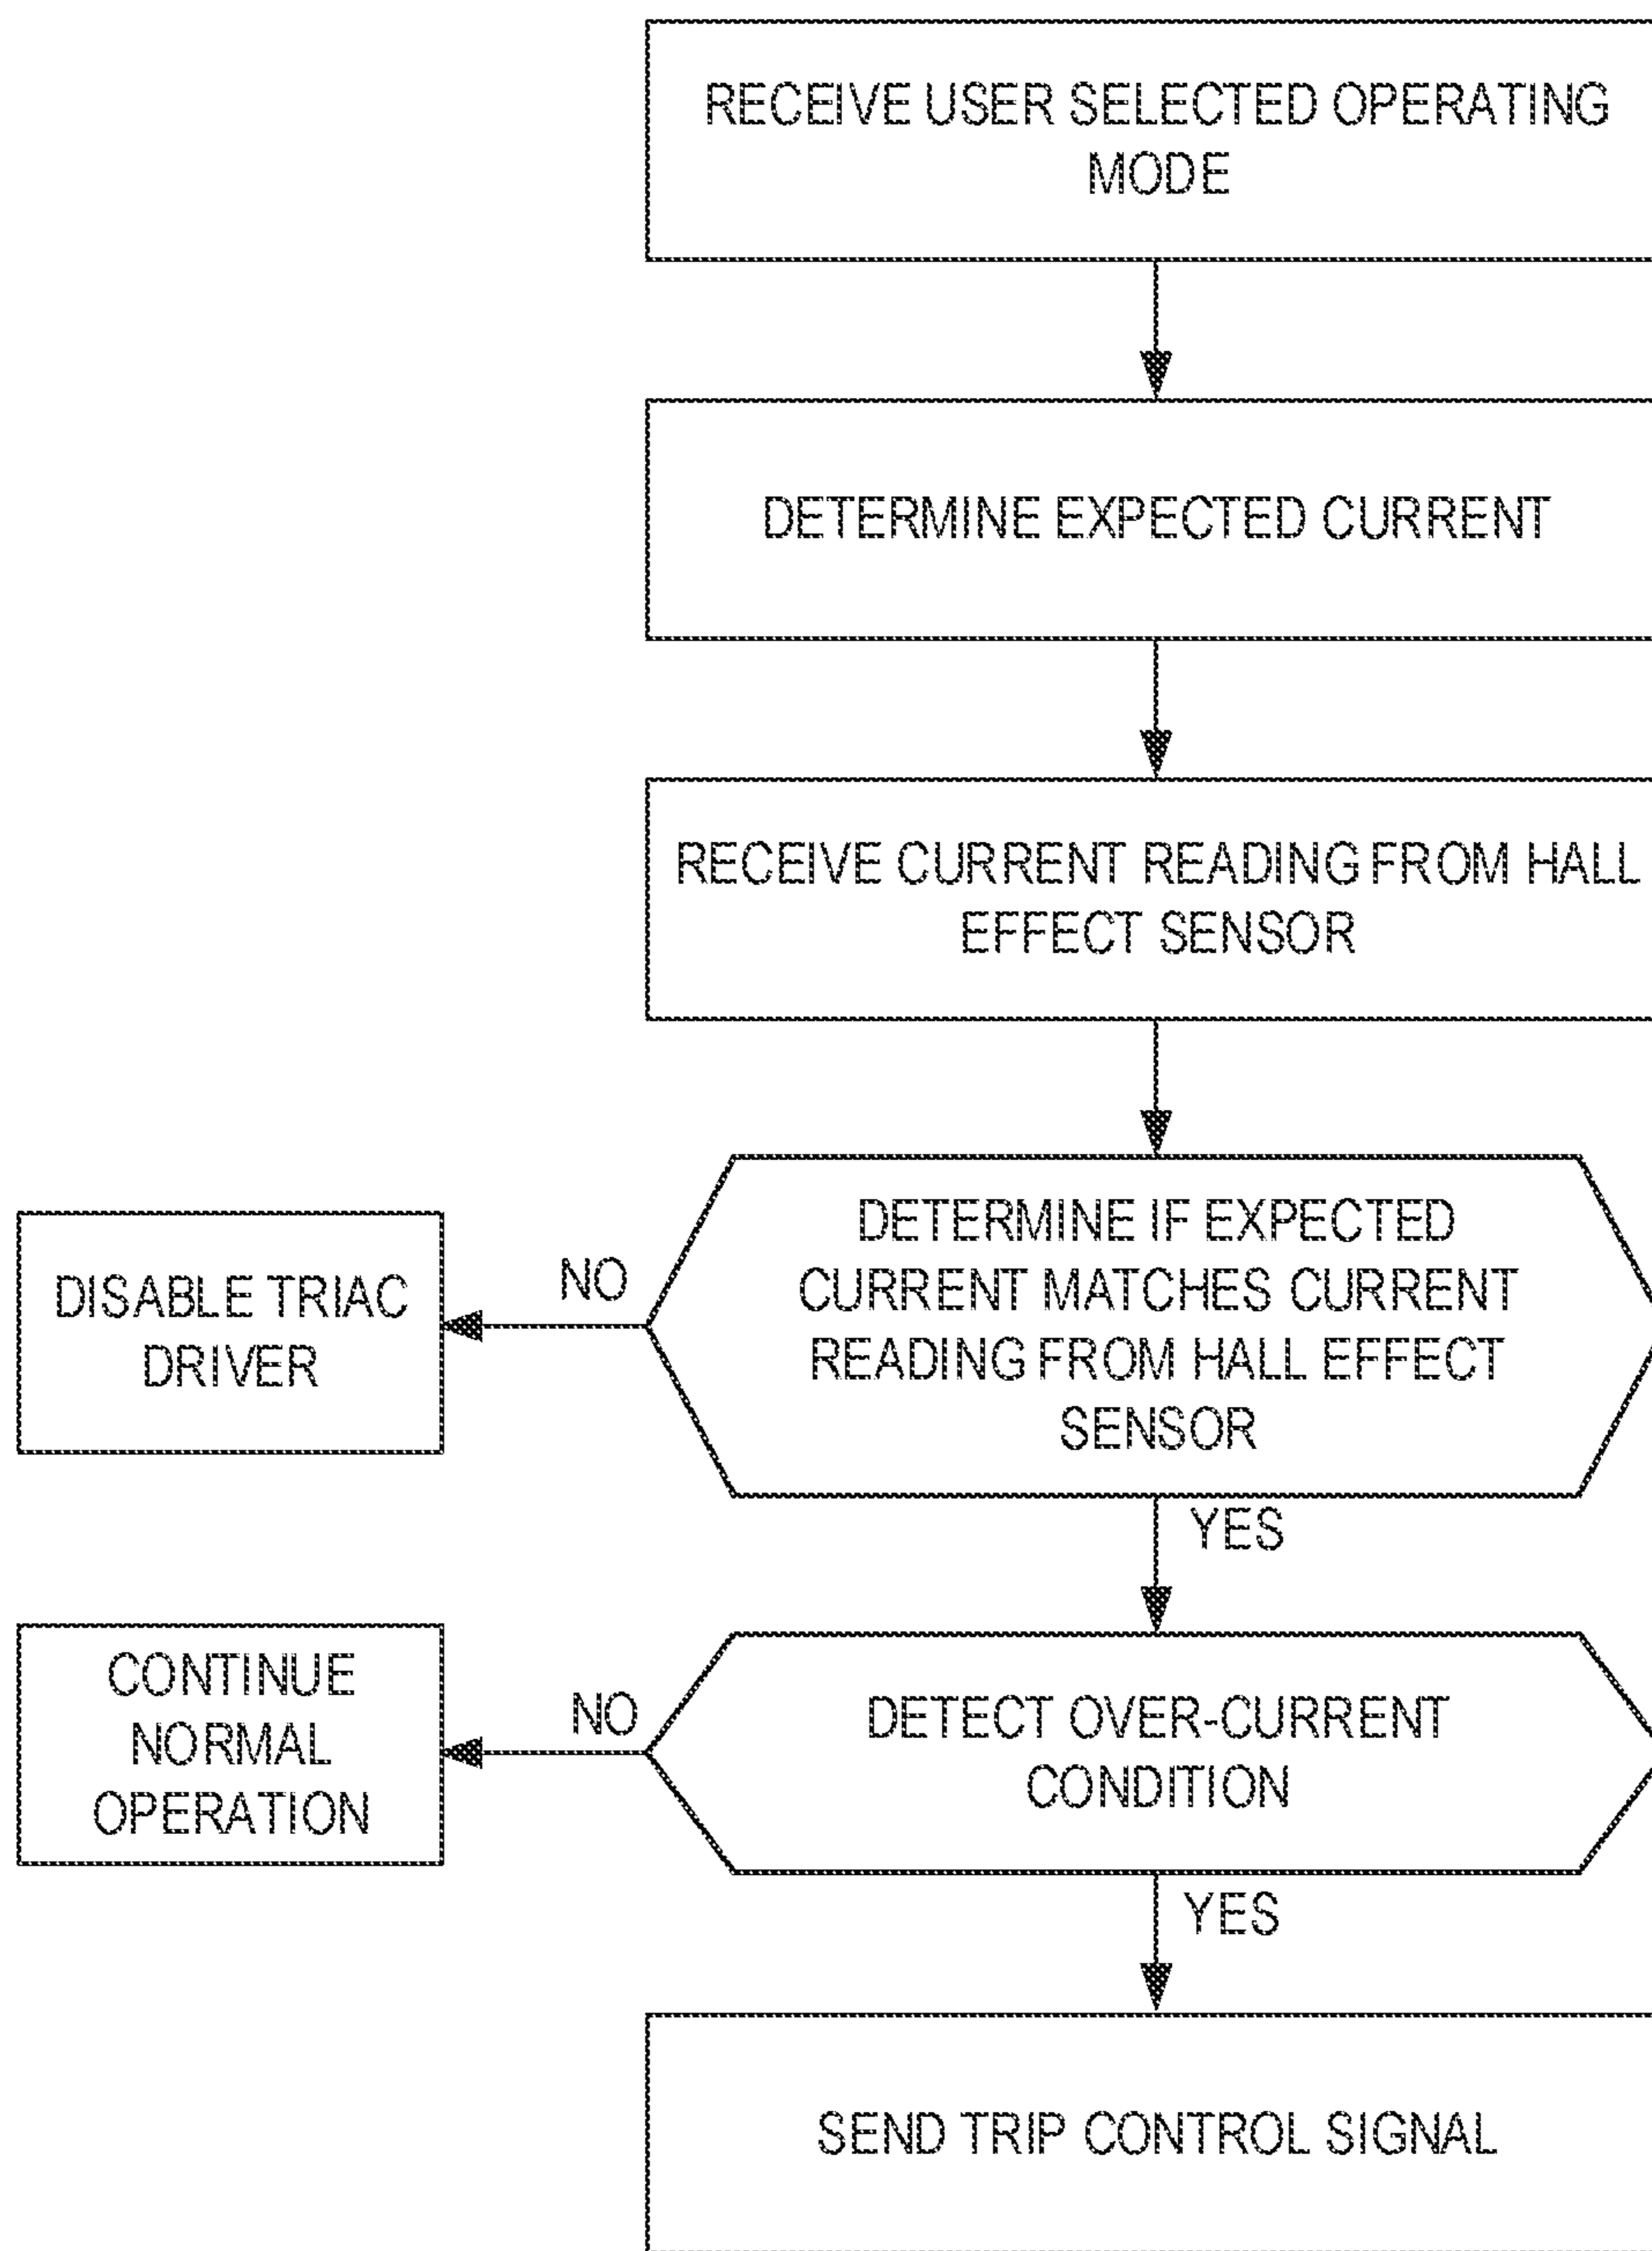 RECEIVE USER SELECTED OPERATING
MODE
DETERMINE EXPECTED CURRENT
RECEIVE CURRENT READING FROM HALL
EFFECT SENSOR
DETERMINE IF EXPECTED
CURRENT MATCHES CURRENT
READING FROM HALL EFFECT
SENSOR
NO
DISABLE TRIAC
DRIVER
YES
DETECT OVER-CURRENT
CONDITION
NO
CONTINUE
NORMAL
OPERATION
YES
SEND TRIP CONTROL SIGNAL